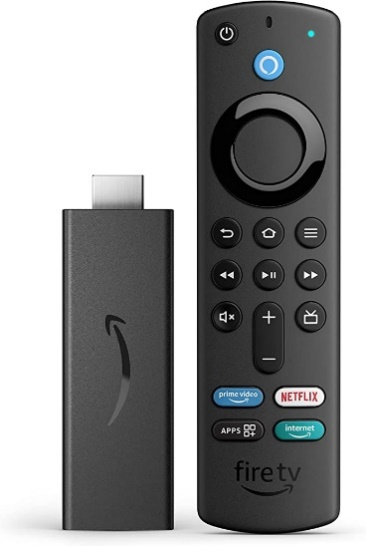 prime video
NETFLIX
APPS
internet
fire tv